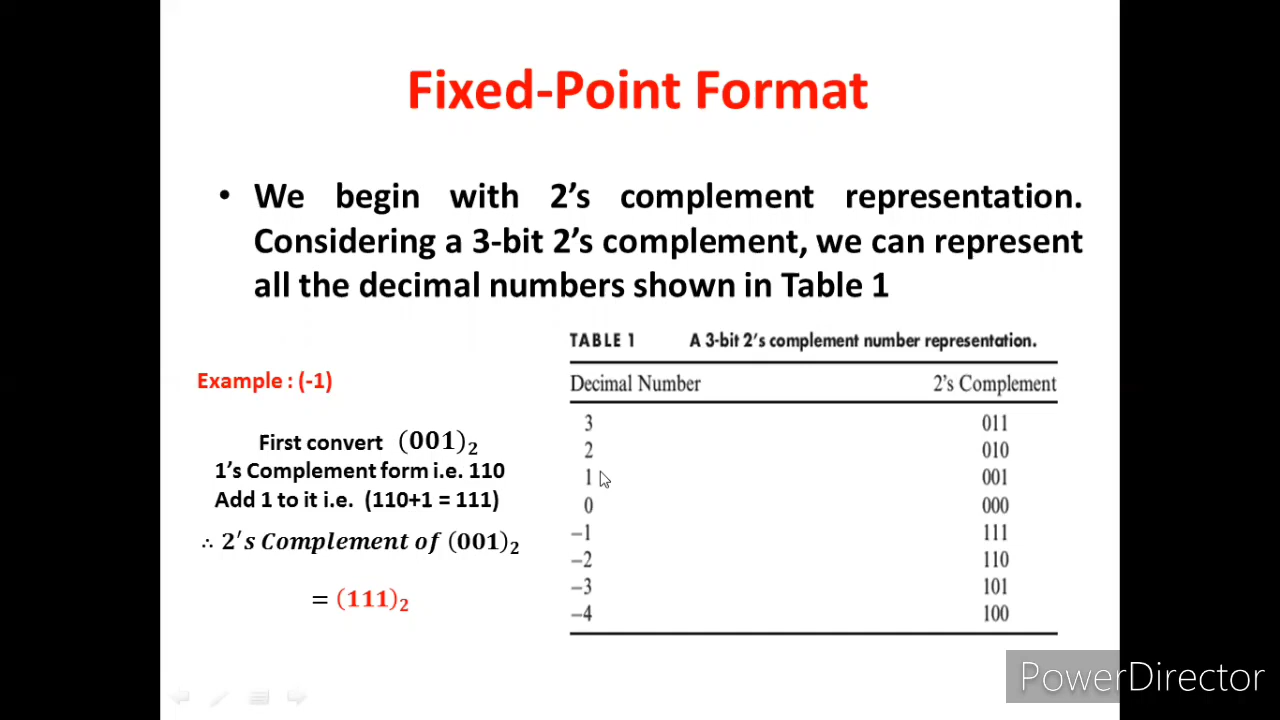 Fixed-Point Format
• We begin with 2's complement representation.
Considering a 3-bit 2's complement, we can represent
all the decimal numbers shown in Table 1
Example : (-1)
First convert (001)₂
1's Complement form i.e. 110
Add 1 to it i.e. (110+1 = 111)
∴ 2's Complement of (001)₂
= (111)₂
TABLE 1 A 3-bit 2's complement number representation.
Decimal Number 2's Complement
3 011
2 010
1 001
0 000
−1 111
−2 110
−3 101
−4 100
PowerDirector